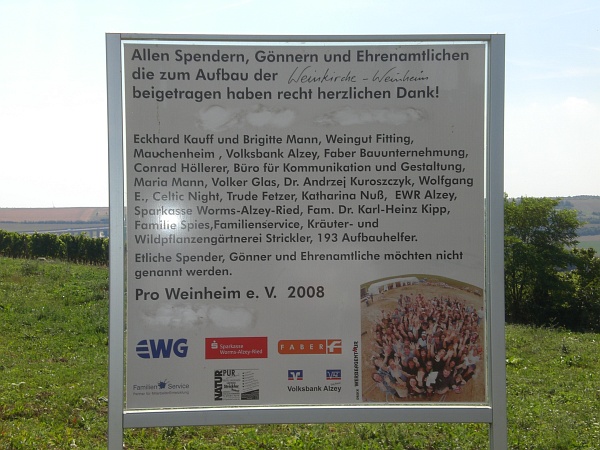 Allen Spendern, Gönnern und Ehrenamtlichen
die zum Aufbau der Weinkirche - Weinheim
beigetragen haben recht herzlichen Dank!
Eckhard Kauff und Brigitte Mann, Weingut Fitting,
Mauchenheim , Volksbank Alzey, Faber Bauunternehmung,
Conrad Höllerer, Büro für Kommunikation und Gestaltung,
Maria Mann, Volker Glas, Dr. Andrzej Kuroszczyk, Wolfgang
E., Celtic Night, Trude Fetzer, Katharina Nuß, EWR Alzey,
Sparkasse Worms-Alzey-Ried, Fam. Dr. Karl-Heinz Kipp,
Familie Spies,Familienservice, Kräuter- und
Wildpflanzengärtnerei Strickler, 193 Aufbauhelfer.
Etliche Spender, Gönner und Ehrenamtliche möchten nicht
genannt werden.
Pro Weinheim e. V. 2008
EWG
Sparkasse
Worms-Alzey-Ried
FABER
Familien Service
NATUR PUR
Volksbank Alzey